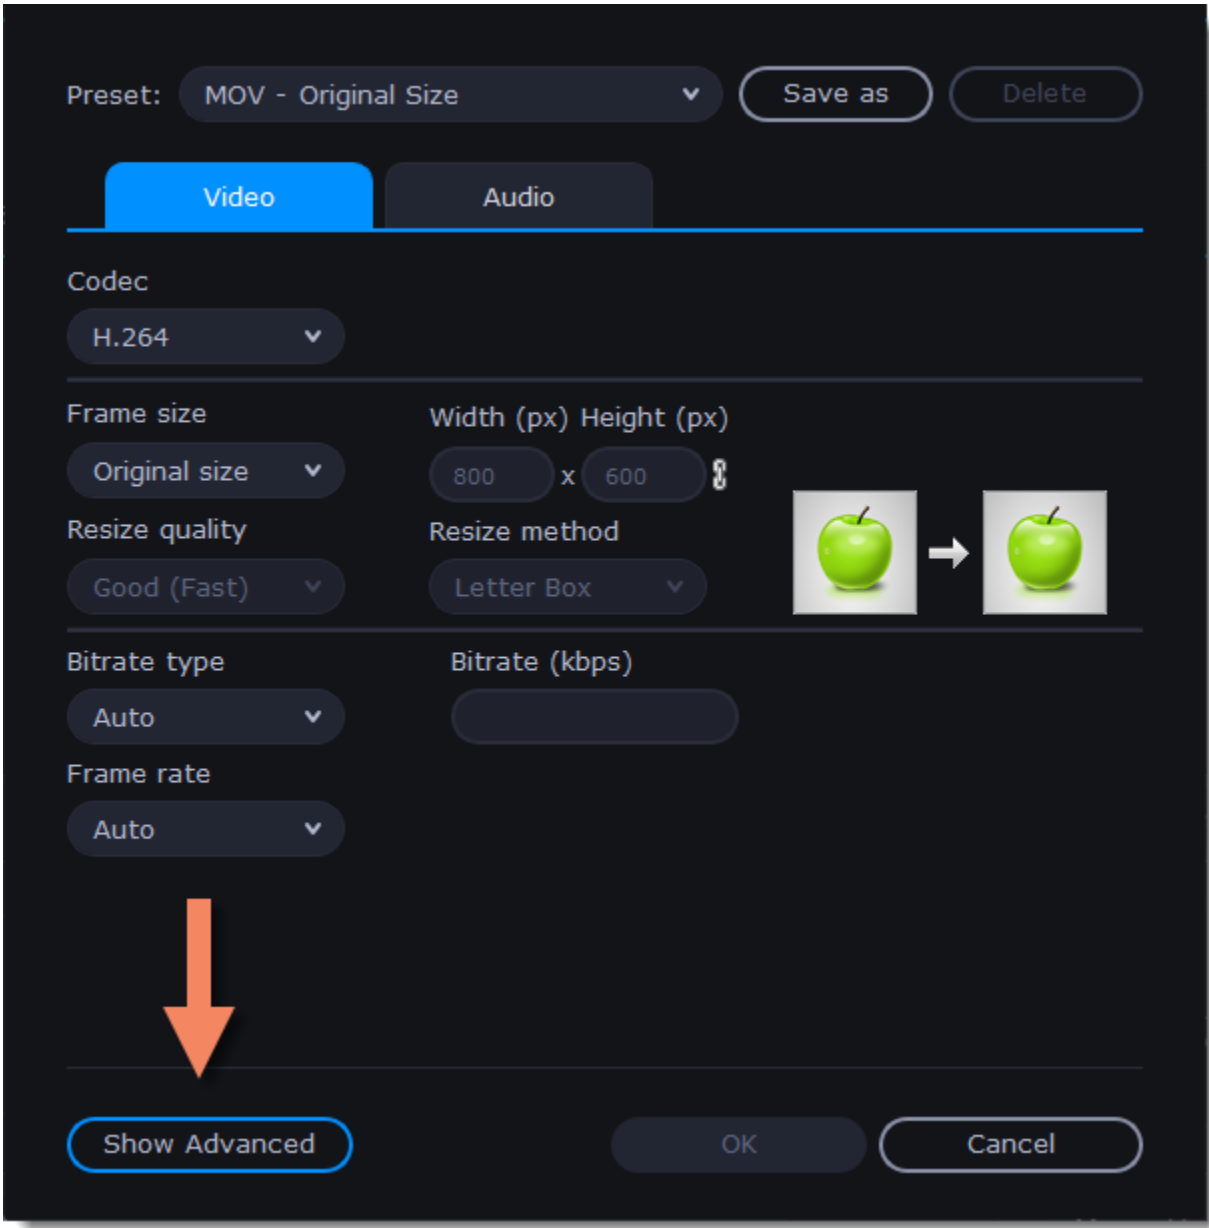 Preset: MOV - Original Size Save as Delete
Video Audio
Codec
H.264
Frame size Width (px) Height (px)
Original size 800 x 600
Resize quality Resize method
Good (Fast) Letter Box
Bitrate type Bitrate (kbps)
Auto
Frame rate
Auto
Show Advanced OK Cancel